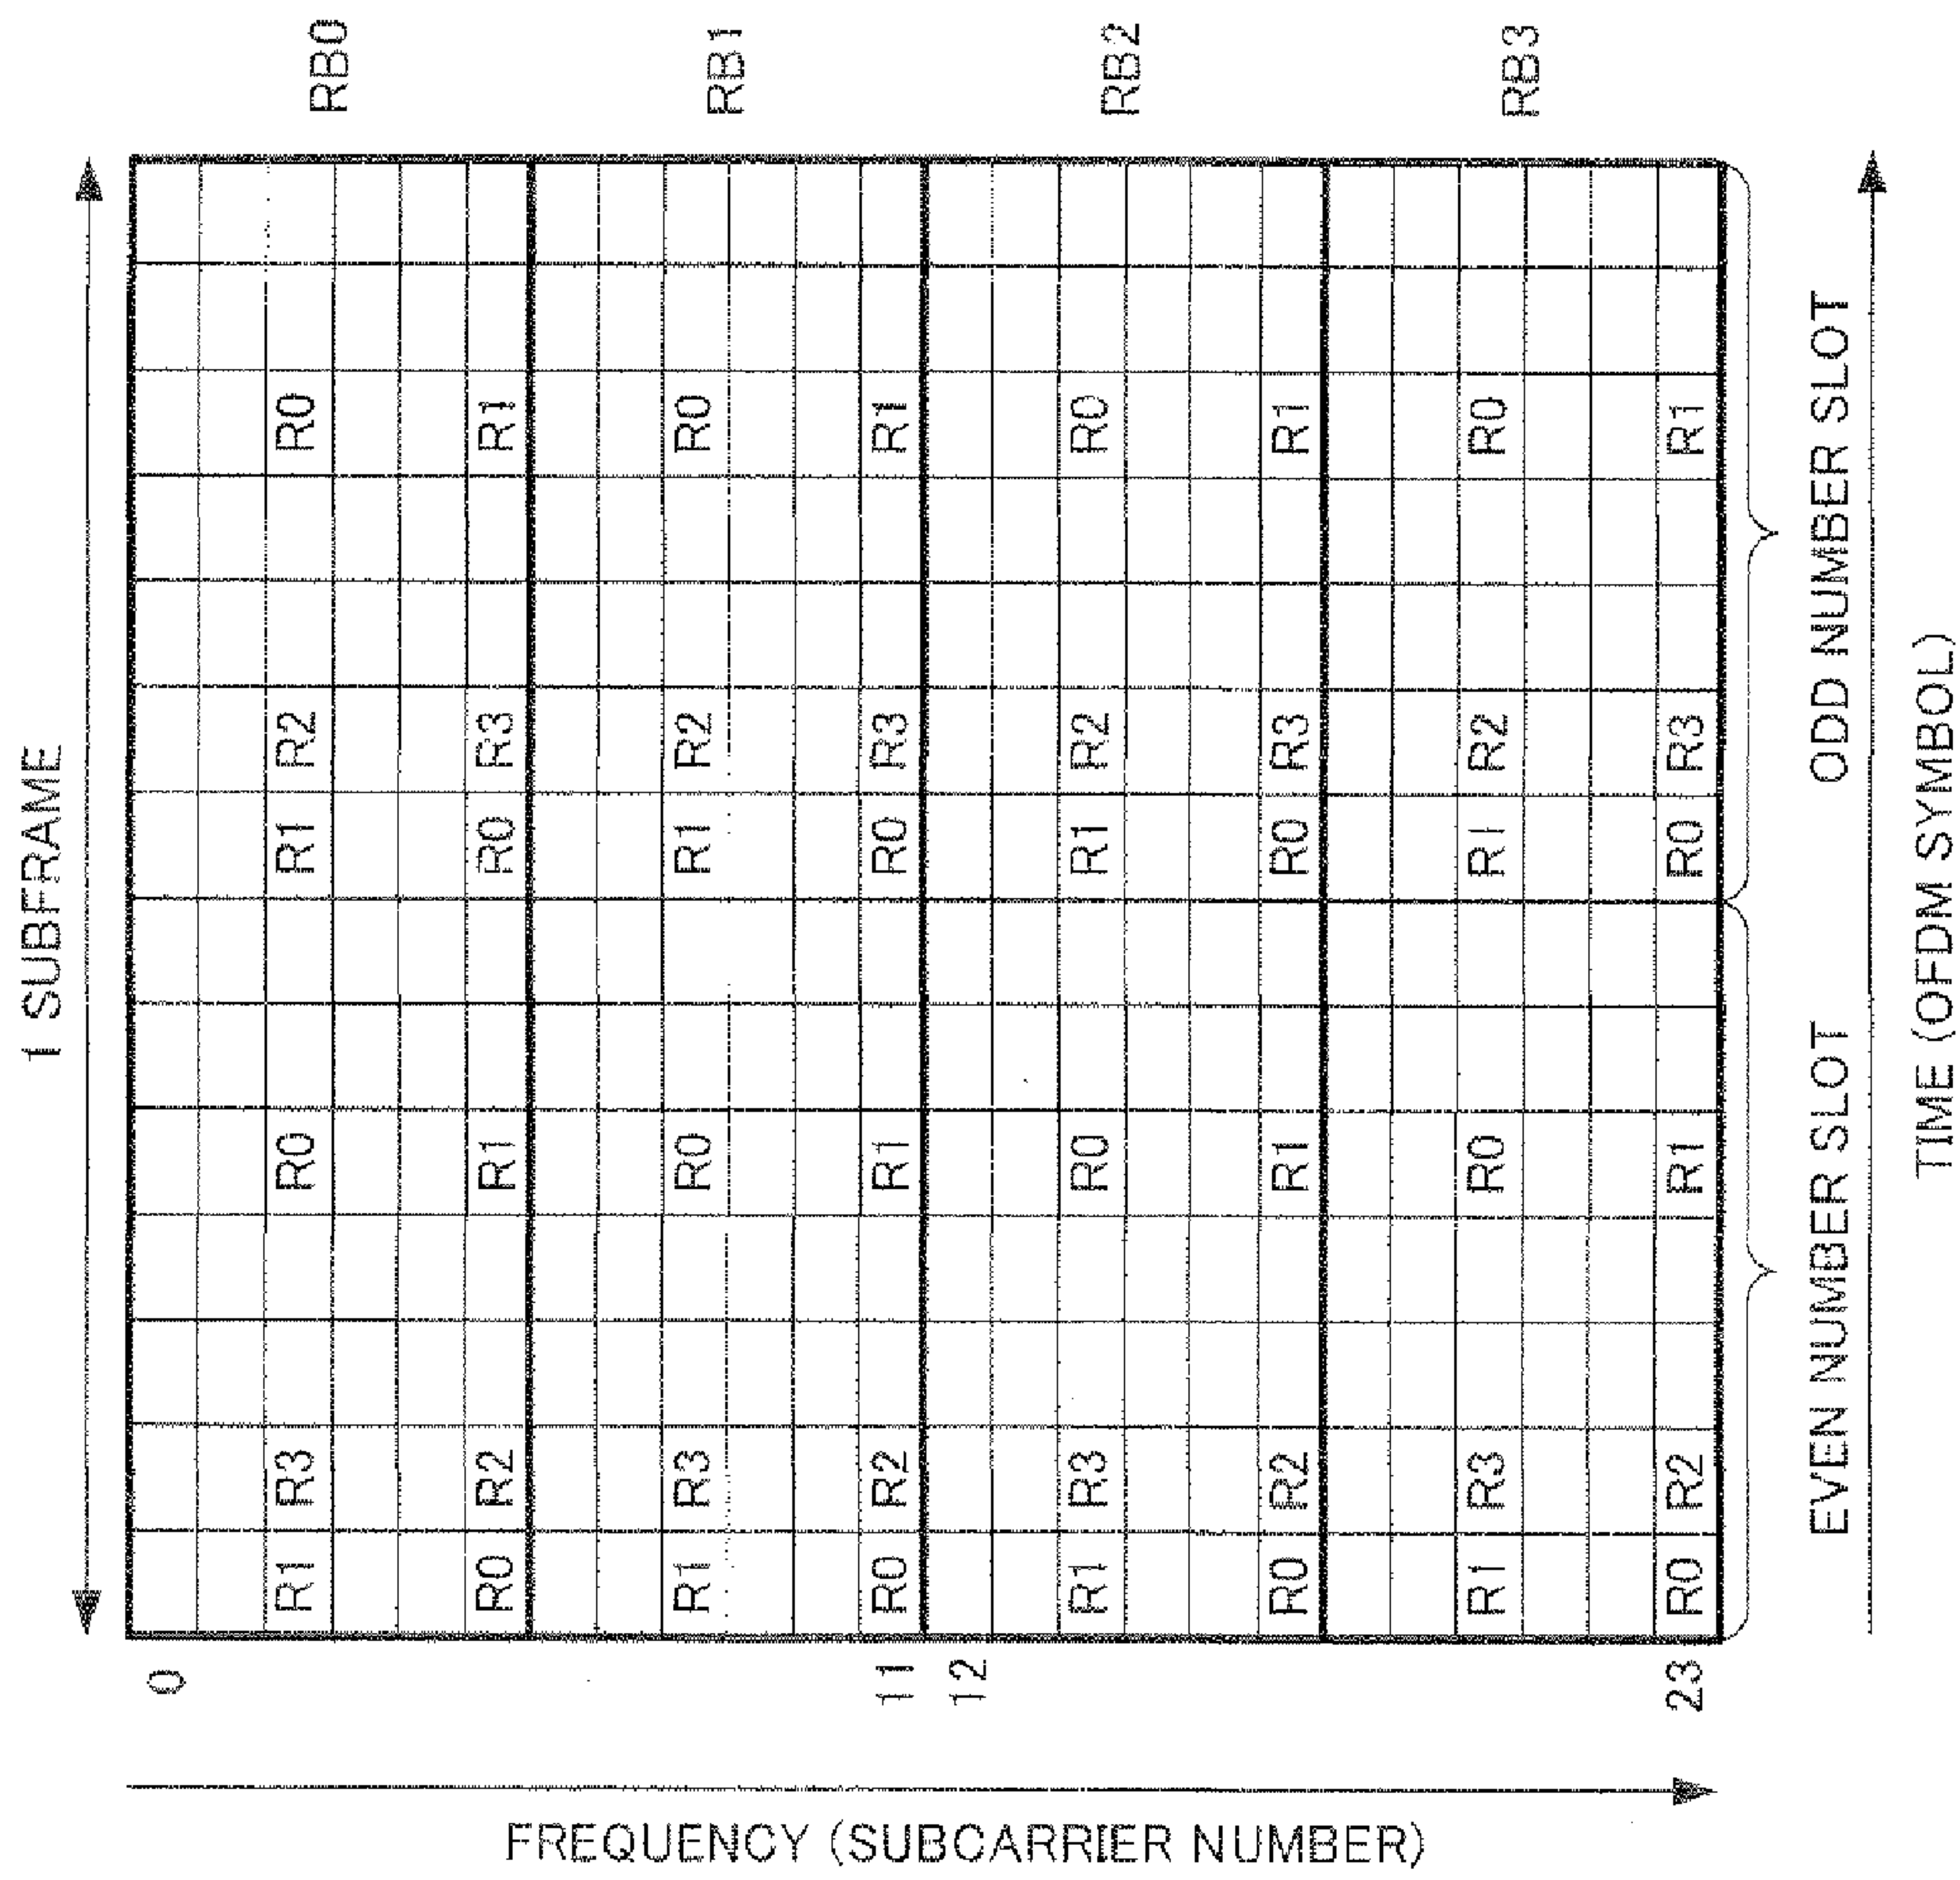 1 SUBFRAME
0
R1 R3 R0 R1 R2 R0
RB0
R0 R2 R1 R0 R3 R1
R1 R3 R0 R1 R2 R0
RB1
11 R0 R2 R1 R0 R3 R1
12
R1 R3 R0 R1 R2 R0
RB2
R0 R2 R1 R0 R3 R1
R1 R3 R0 R1 R2 R0
RB3
23 R0 R2 R1 R0 R3 R1
EVEN NUMBER SLOT ODD NUMBER SLOT
TIME (OFDM SYMBOL)
FREQUENCY (SUBCARRIER NUMBER)